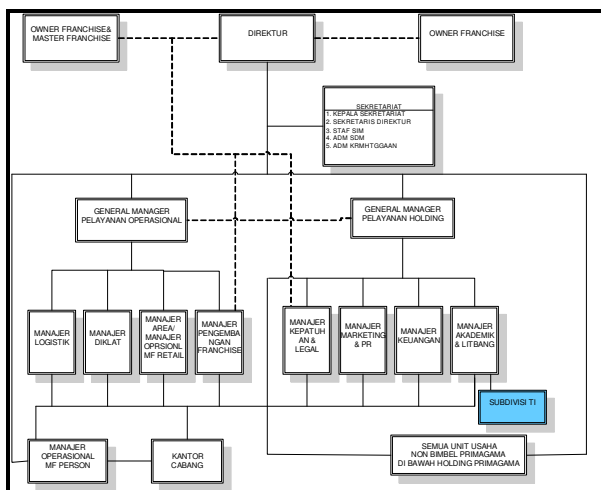 OWNER FRANCHISE&
MASTER FRANCHISE
DIREKTUR
OWNER FRANCHISE
SEKRETARIAT
1. KEPALA SEKRETARIAT
2. SEKRETARIS DIREKTUR
3. STAF SIM
4. ADM SDM
5. ADM KRMHTGGAAN
GENERAL MANAGER
PELAYANAN OPERASIONAL
GENERAL MANAGER
PELAYANAN HOLDING
MANAJER
LOGISTIK
MANAJER
DIKLAT
MANAJER
AREA/
MANAJER
OPRSIONL
MF RETAIL
MANAJER
PENGEMBA
NGAN
FRANCHISE
MANAJER
KEPATUH
AN &
LEGAL
MANAJER
MARKETING
& PR
MANAJER
KEUANGAN
MANAJER
AKADEMIK
& LITBANG
SUBDIVISI TI
MANAJER
OPERASIONAL
MF PERSON
KANTOR
CABANG
SEMUA UNIT USAHA
NON BIMBEL PRIMAGAMA
DI BAWAH HOLDING PRIMAGAMA